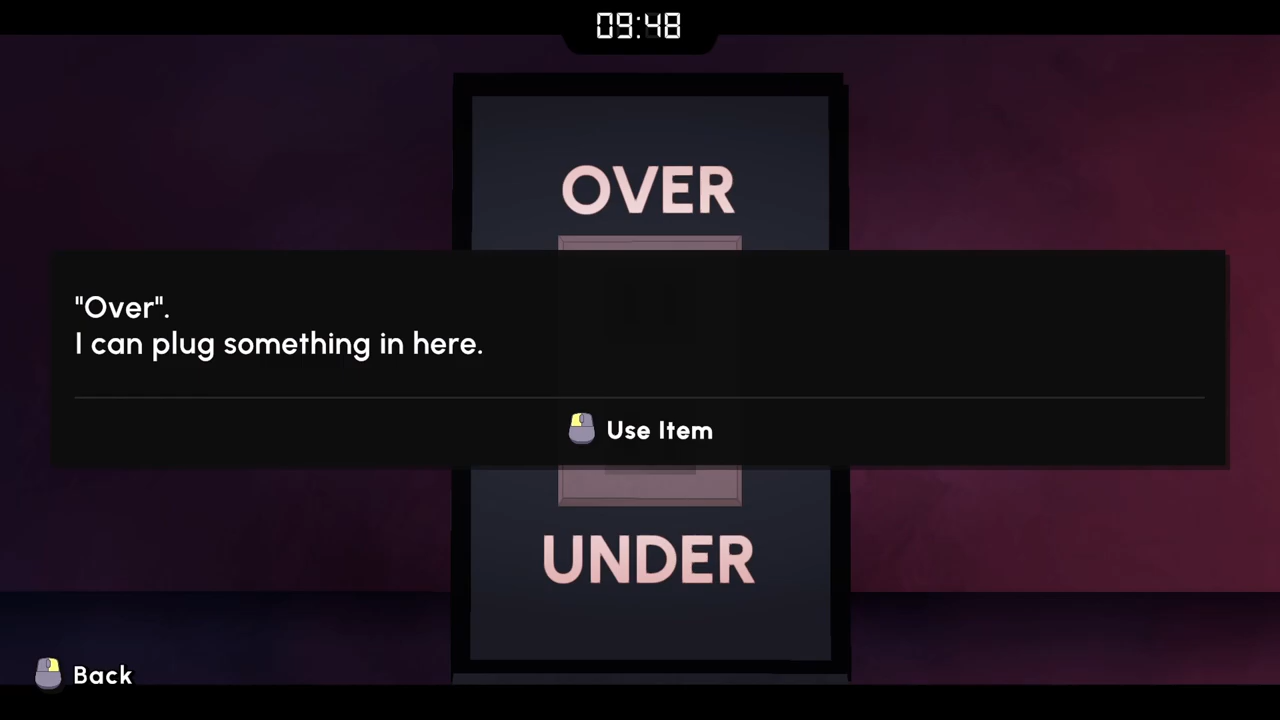 09:48
OVER
"Over".
I can plug something in here.
Use Item
UNDER
Back